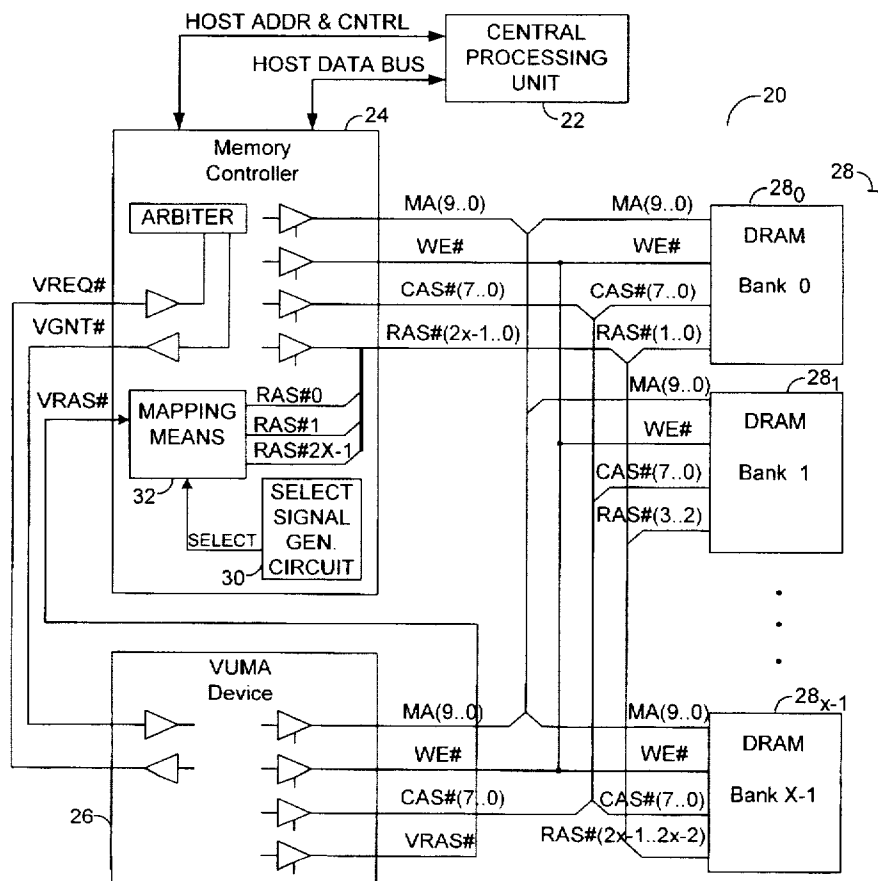 HOST ADDR & CNTRL
HOST DATA BUS
CENTRAL
PROCESSING
UNIT
22
20
24
Memory
Controller
ARBITER
MA(9..0)
WE#
CAS#(7..0)
RAS#(2x-1..0)
VREQ#
VGNT#
VRAS#
MAPPING
MEANS
32
RAS#0
RAS#1
RAS#2X-1
SELECT
SELECT
SIGNAL
GEN.
CIRCUIT
30
28
28₀
MA(9..0)
WE#
CAS#(7..0)
RAS#(1..0)
DRAM
Bank 0
28₁
MA(9..0)
WE#
CAS#(7..0)
RAS#(3..2)
DRAM
Bank 1
VUMA
Device
26
MA(9..0)
WE#
CAS#(7..0)
VRAS#
28x-1
MA(9..0)
WE#
CAS#(7..0)
RAS#(2x-1..2x-2)
DRAM
Bank X-1